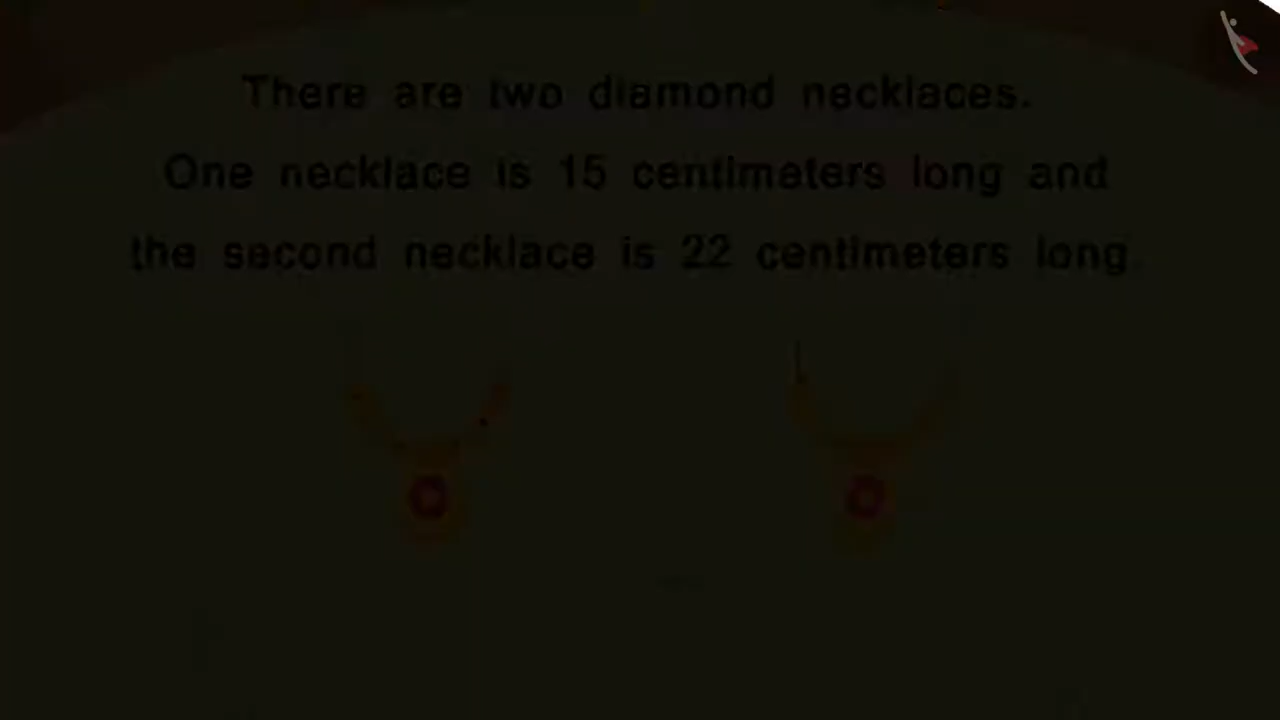 There are two diamond necklaces.
One necklace is 15 centimeters long and
the second necklace is 22 centimeters long.